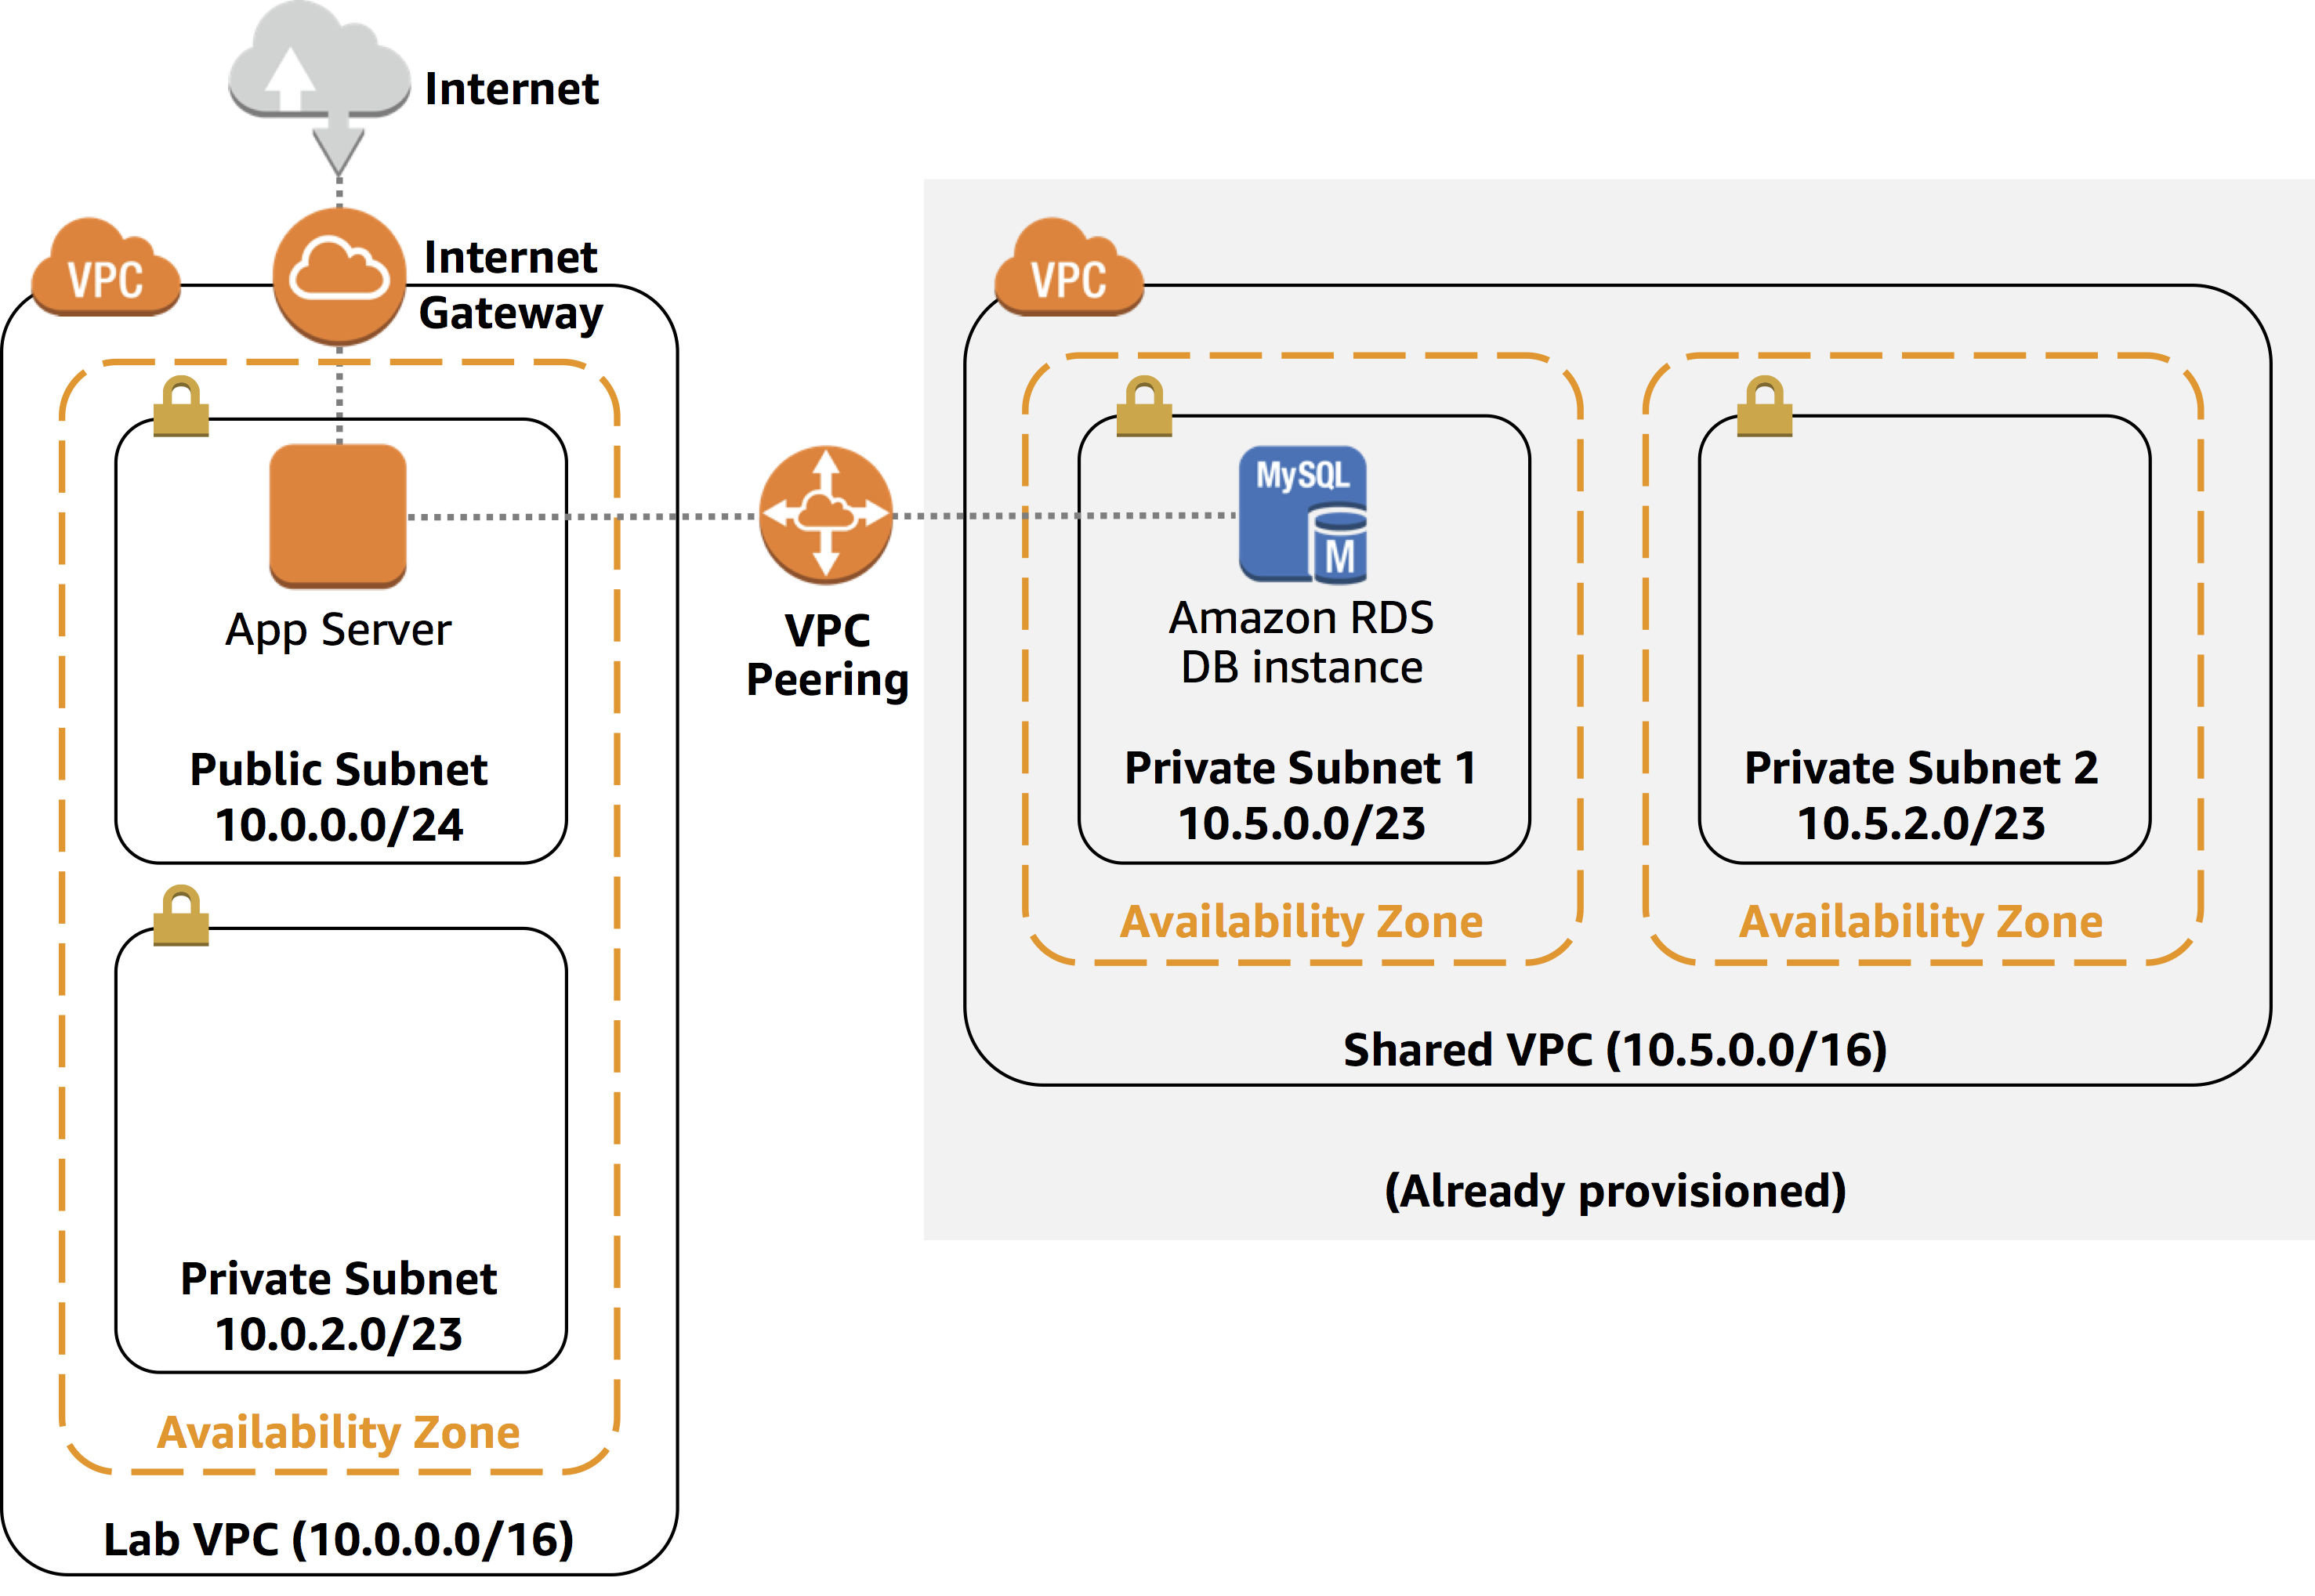 Internet
VPC
Internet
Gateway
App Server
Public Subnet
10.0.0.0/24
Private Subnet
10.0.2.0/23
Availability Zone
Lab VPC (10.0.0.0/16)
VPC
Peering
VPC
MySQL
M
Amazon RDS
DB instance
Private Subnet 1
10.5.0.0/23
Availability Zone
Private Subnet 2
10.5.2.0/23
Availability Zone
Shared VPC (10.5.0.0/16)
(Already provisioned)